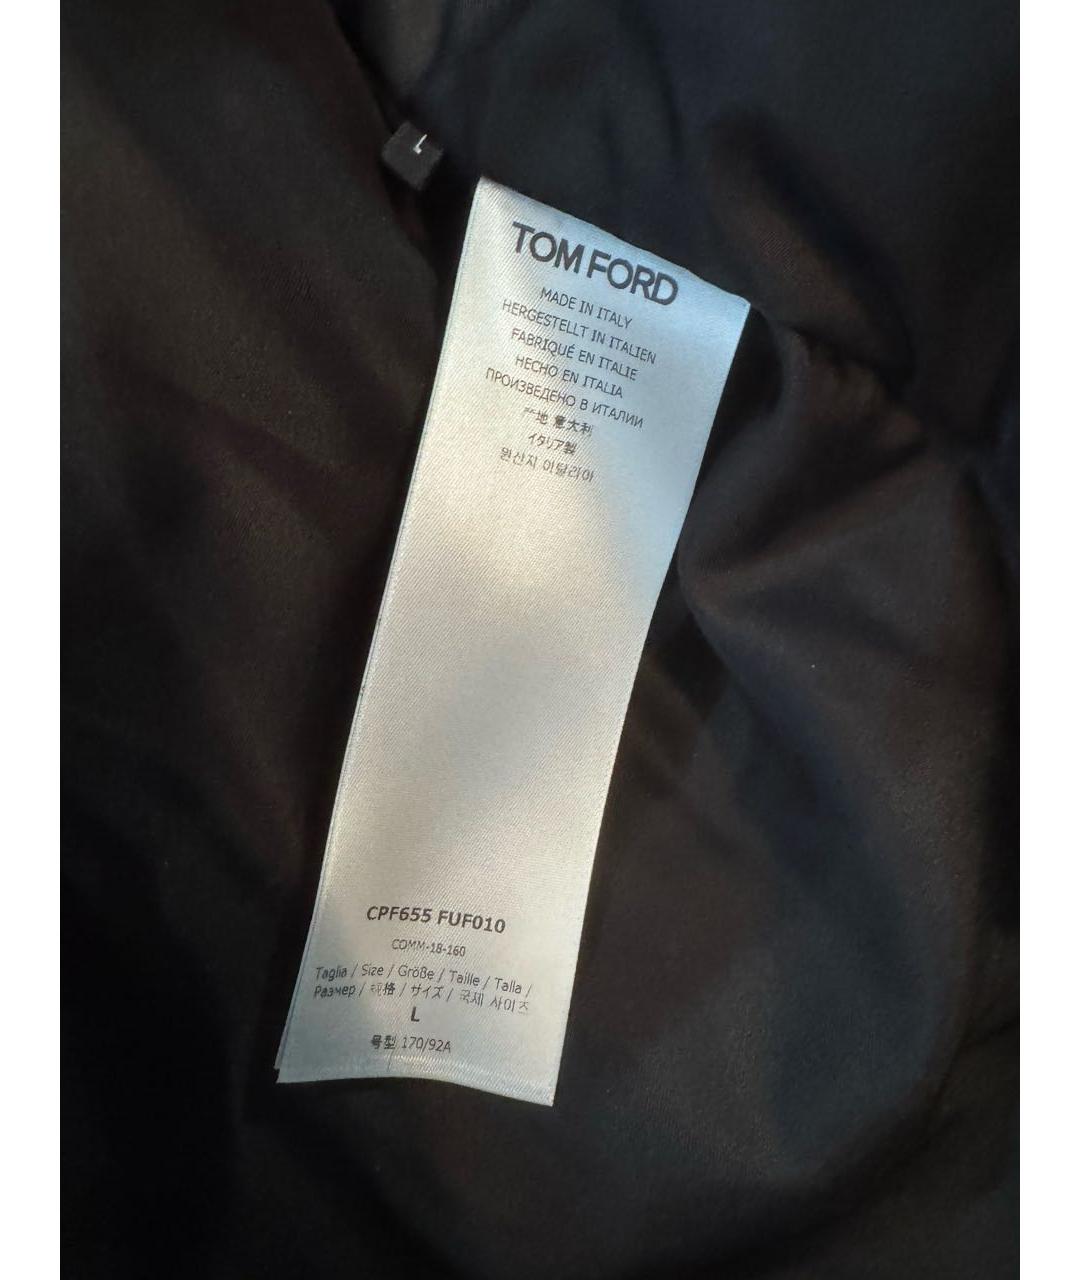 L
TOM FORD
MADE IN ITALY
HERGESTELLT IN ITALIEN
FABRIQUÉ EN ITALIE
HECHO EN ITALIA
ПРОИЗВЕДЕНО В ИТАЛИИ
产地 意大利
イタリア製
원산지 이탈리아
CPF655 FUF010
COMM-18-160
Taglia / Size / Größe / Taille / Talla /
Размер / 规格 / サイズ / 국제 사이즈
L
号型 170/92A